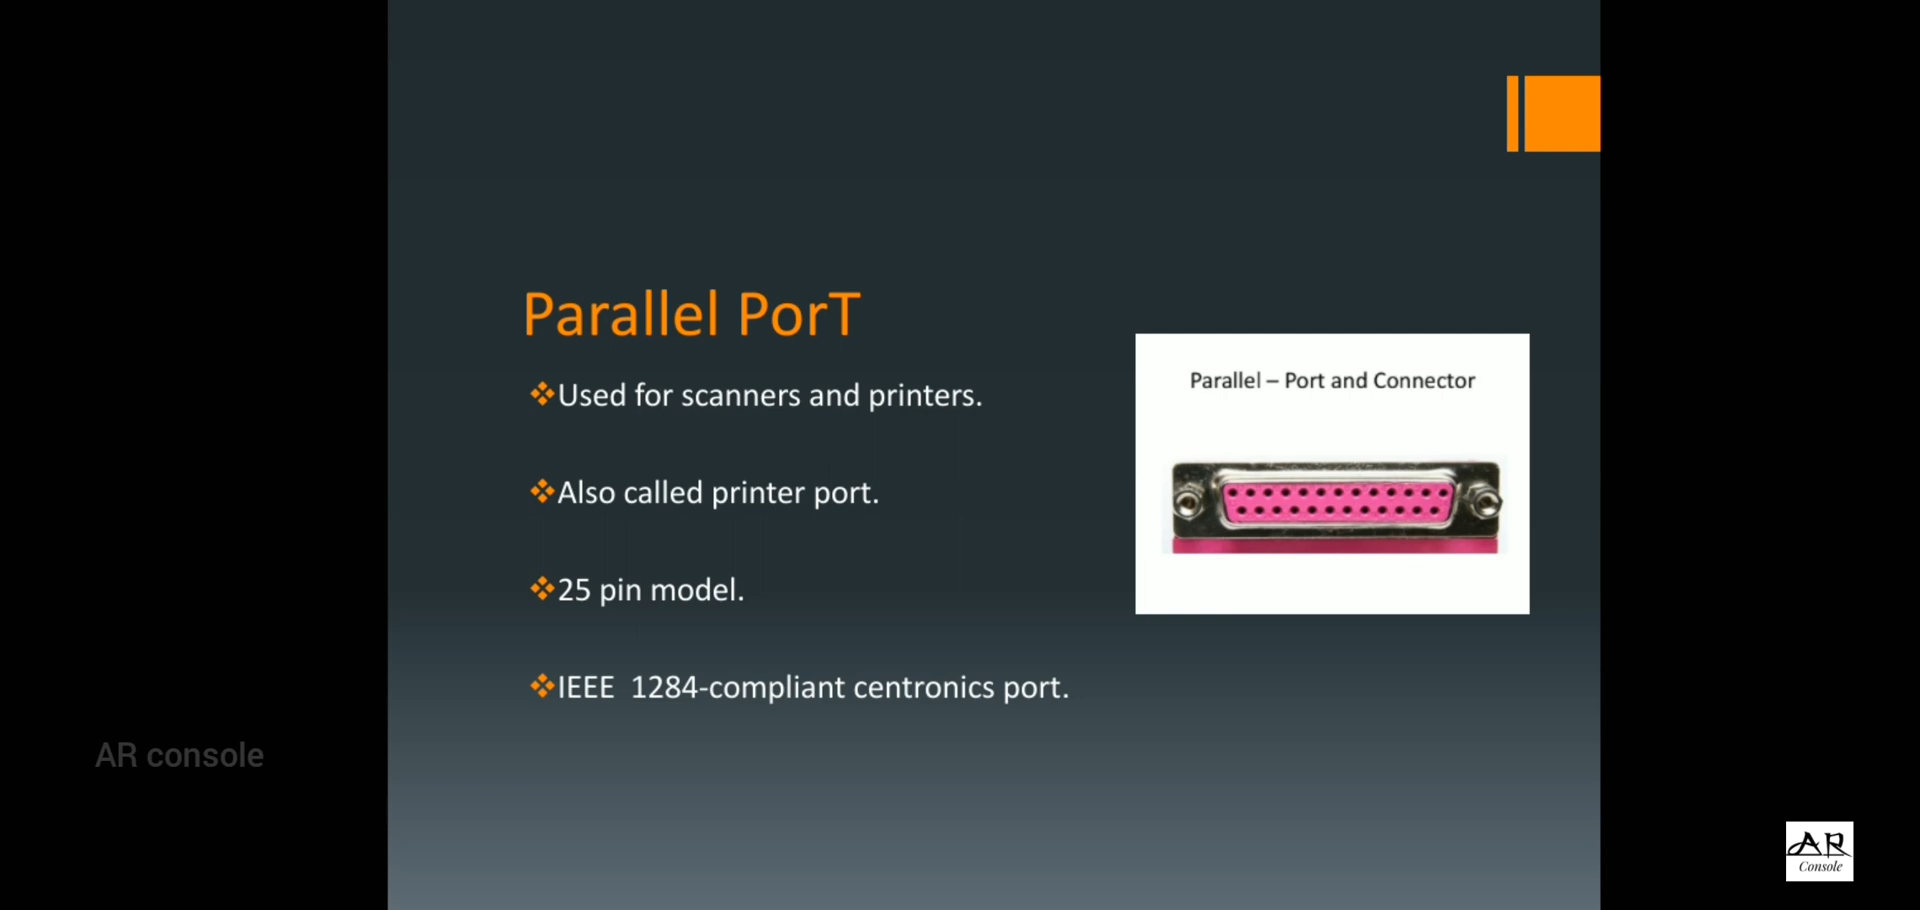 Parallel PorT
❖Used for scanners and printers.
❖Also called printer port.
❖25 pin model.
❖IEEE  1284-compliant centronics port.
Parallel – Port and Connector
AR console
AR
Console